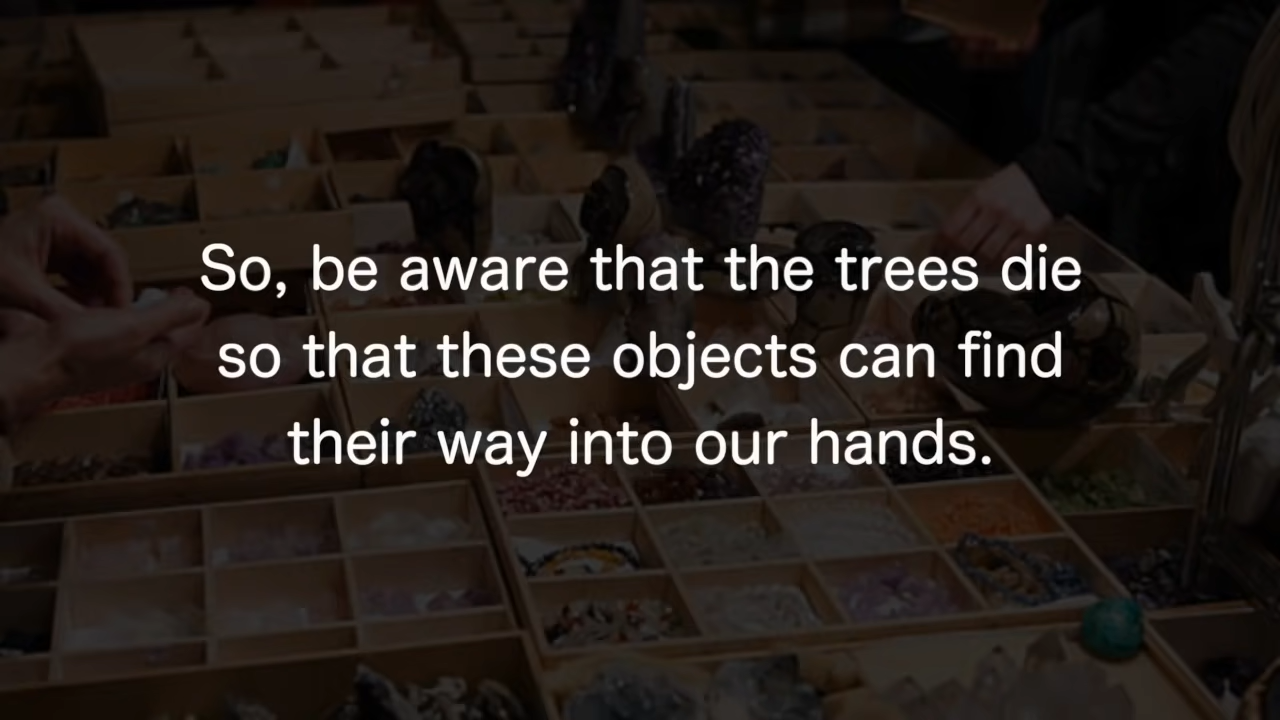 So, be aware that the trees die
so that these objects can find
their way into our hands.